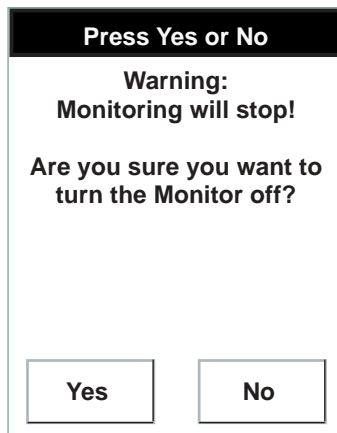 Press Yes or No
Warning:
Monitoring will stop!
Are you sure you want to
turn the Monitor off?
Yes
No